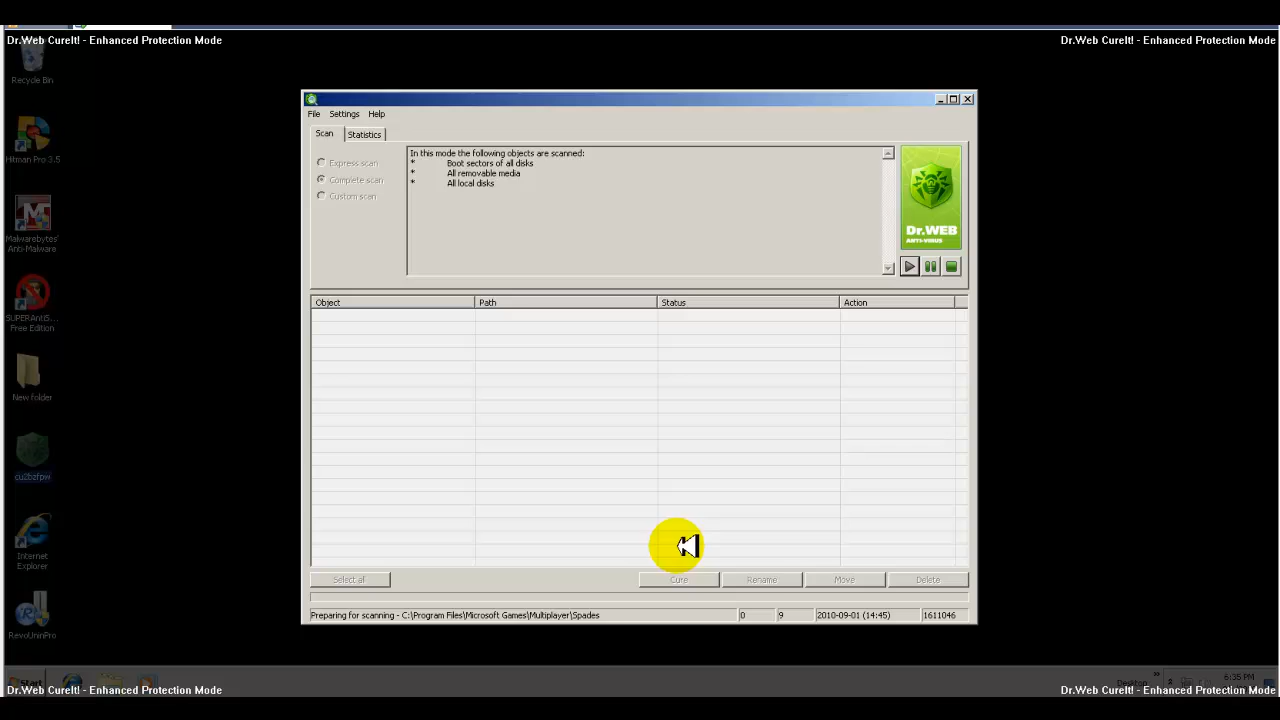 Dr.Web CureIt! - Enhanced Protection Mode
Dr.Web CureIt! - Enhanced Protection Mode
Recycle Bin
Hitman Pro 3.5
Malwarebytes'
Anti-Malware
SUPERAntiS...
Free Edition
New folder
cu2bzfpw
Internet
Explorer
RevoUninPro
File Settings Help
Scan Statistics
Express scan
Complete scan
Custom scan
In this mode the following objects are scanned:
* Boot sectors of all disks
* All removable media
* All local disks
Dr.WEB
ANTI-VIRUS
Object Path Status Action
Select all Cure Rename Move Delete
Preparing for scanning - C:\Program Files\Microsoft Games\Multiplayer\Spades 0 9 2010-09-01 (14:45) 1611046
Start Desktop » 6:35 PM
Dr.Web CureIt! - Enhanced Protection Mode
Dr.Web CureIt! - Enhanced Protection Mode